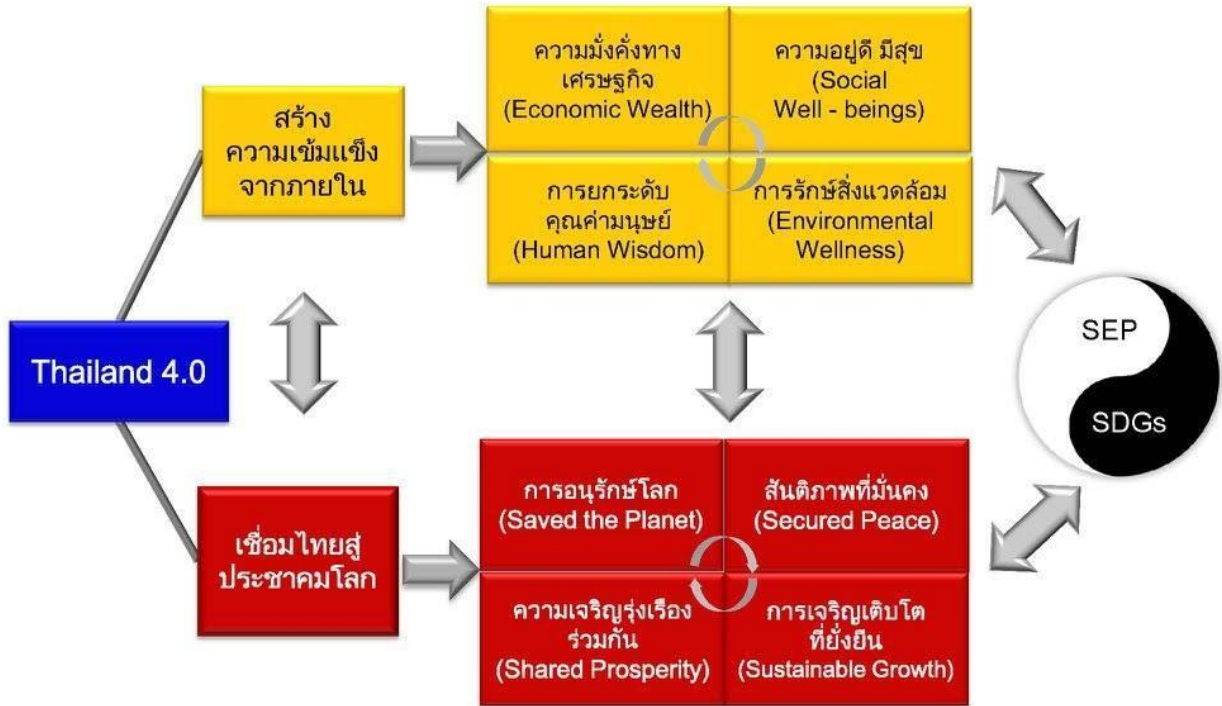 Thailand 4.0
สร้าง
ความเข้มแข็ง
จากภายใน
ความมั่งคั่งทาง
เศรษฐกิจ
(Economic Wealth)
ความอยู่ดี มีสุข
(Social
Well - beings)
การยกระดับ
คุณค่ามนุษย์
(Human Wisdom)
การรักษ์สิ่งแวดล้อม
(Environmental
Wellness)
เชื่อมไทยสู่
ประชาคมโลก
การอนุรักษ์โลก
(Saved the Planet)
สันติภาพที่มั่นคง
(Secured Peace)
ความเจริญรุ่งเรือง
ร่วมกัน
(Shared Prosperity)
การเจริญเติบโต
ที่ยั่งยืน
(Sustainable Growth)
SEP
SDGs